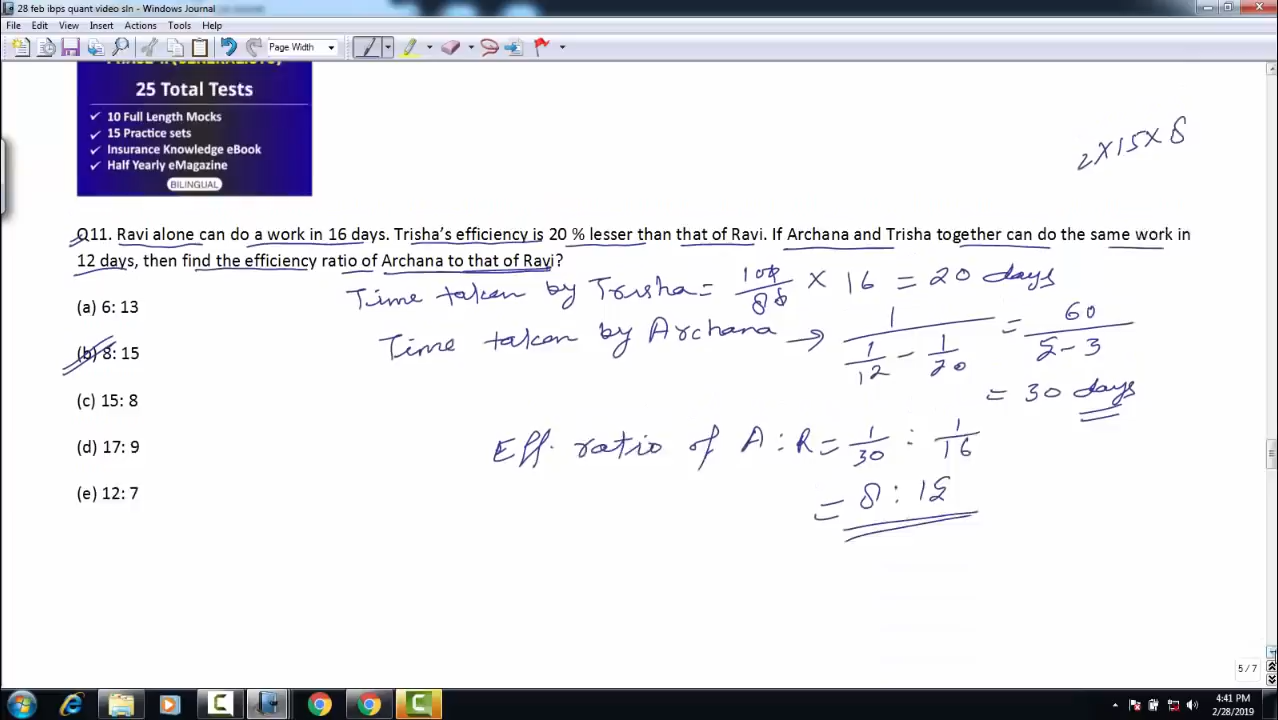 28 feb ibps quant video sln - Windows Journal
File Edit View Insert Actions Tools Help
Page Width
25 Total Tests
✓ 10 Full Length Mocks
✓ 15 Practice sets
✓ Insurance Knowledge eBook
✓ Half Yearly eMagazine
BILINGUAL
2 X 15 X 8
Q11. Ravi alone can do a work in 16 days. Trisha's efficiency is 20 % lesser than that of Ravi. If Archana and Trisha together can do the same work in
12 days, then find the efficiency ratio of Archana to that of Ravi?
Time taken by Trisha = 100/80 × 16 = 20 days
(a) 6: 13
Time taken by Archana → 1/(1/12 - 1/20) = 60/(5-3)
(b) 8: 15
= 30 days
(c) 15: 8
Eff. ratio of A : R = 1/30 : 1/16
(d) 17: 9
= 8 : 15
(e) 12: 7
5 / 7
4:41 PM
2/28/2019